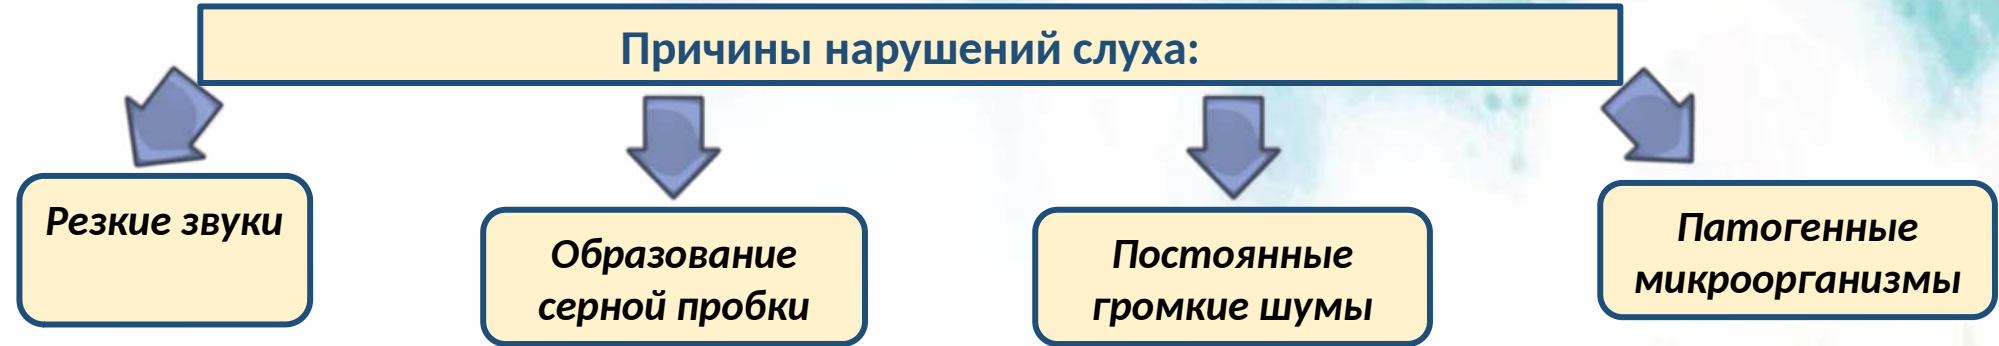 Причины нарушений слуха:
Резкие звуки
Образование
серной пробки
Постоянные
громкие шумы
Патогенные
микроорганизмы